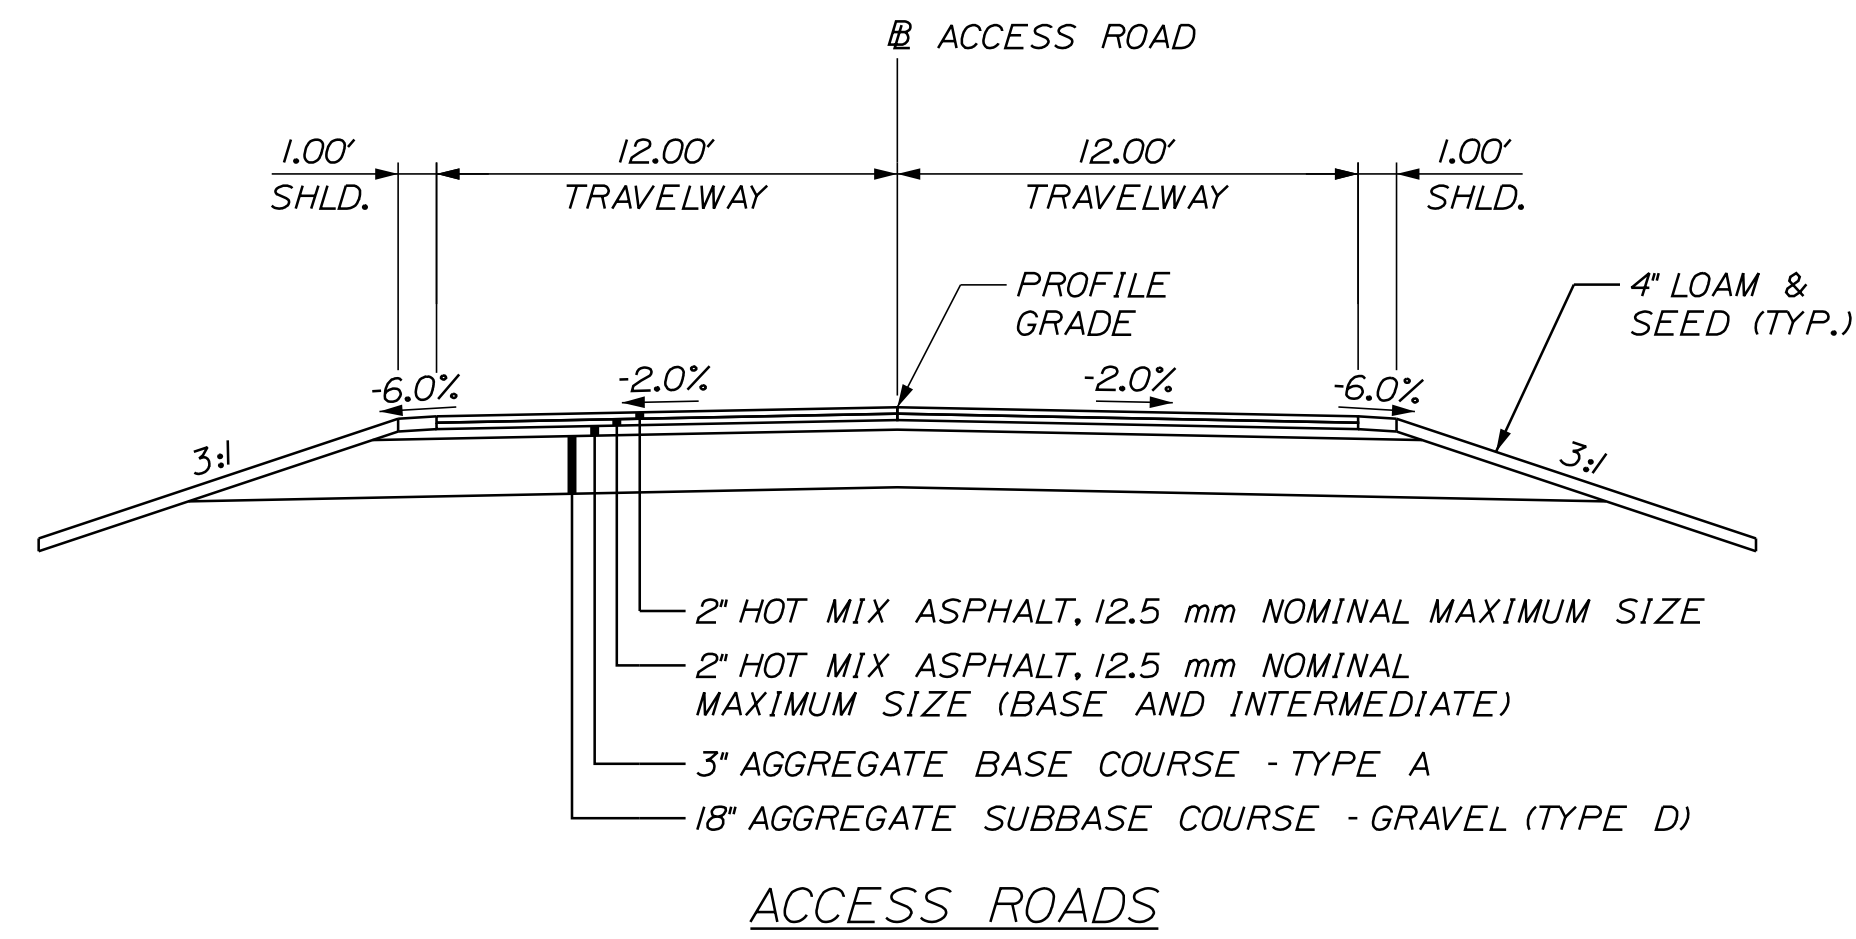 BL ACCESS ROAD
1.00' 12.00' 12.00' 1.00'
SHLD. TRAVELWAY TRAVELWAY SHLD.
PROFILE
GRADE
4" LOAM &
SEED (TYP.)
-6.0% -2.0% -2.0% -6.0%
3:1 3:1
2" HOT MIX ASPHALT, 12.5 mm NOMINAL MAXIMUM SIZE
2" HOT MIX ASPHALT, 12.5 mm NOMINAL
MAXIMUM SIZE (BASE AND INTERMEDIATE)
3" AGGREGATE BASE COURSE - TYPE A
18" AGGREGATE SUBBASE COURSE - GRAVEL (TYPE D)
ACCESS ROADS